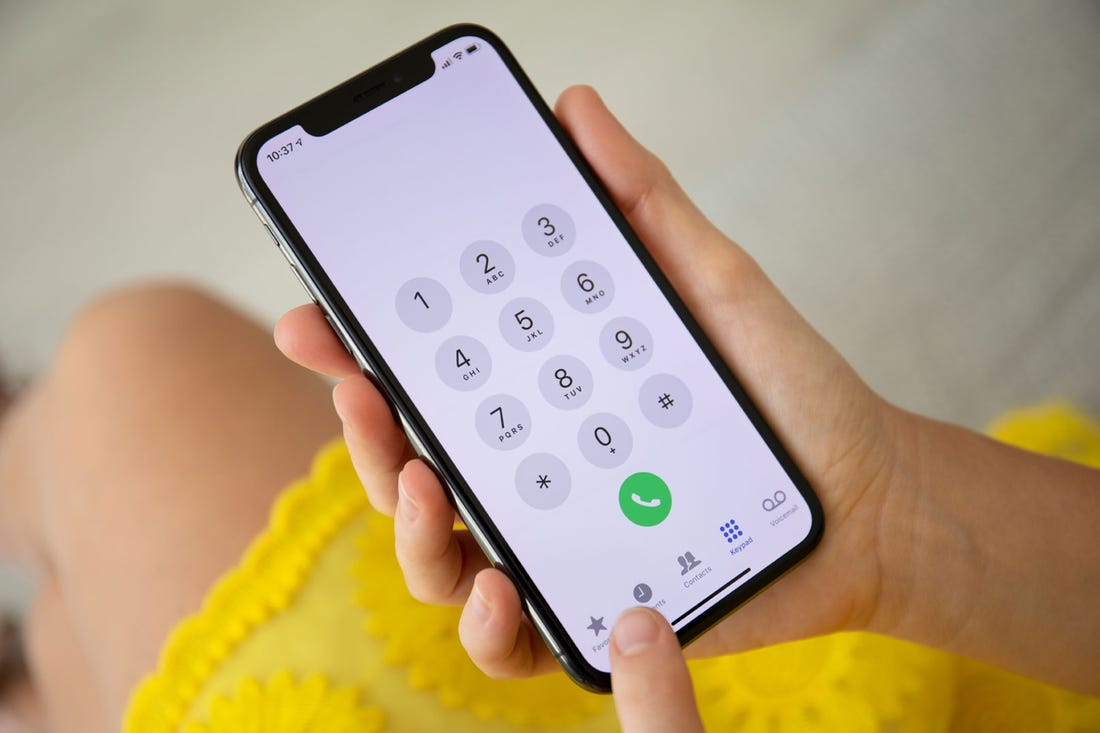 10:37
1
2
ABC
3
DEF
4
GHI
5
JKL
6
MNO
7
PQRS
8
TUV
9
WXYZ
*
0
+
#
Contacts
Keypad
Voicemail